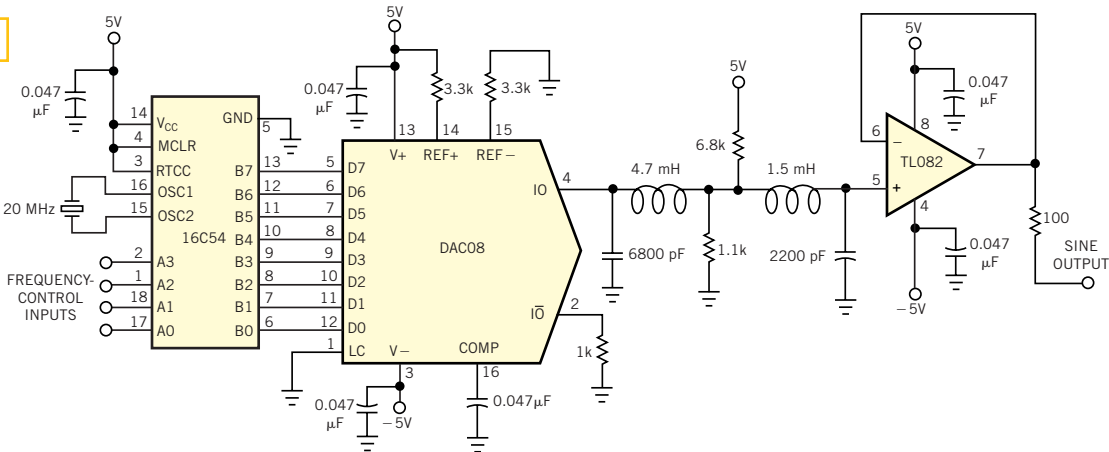 5V
0.047
μF
14
4
3
16
15
20 MHz
FREQUENCY-
CONTROL
INPUTS
2
1
18
17
VCC
MCLR
RTCC
OSC1
OSC2
16C54
A3
A2
A1
A0
GND
5
B7
B6
B5
B4
B3
B2
B1
B0
13
12
11
10
9
8
7
6
5
6
7
8
9
10
11
12
1
5V
0.047
μF
3.3k
3.3k
13
14
15
V+
REF+
REF−
D7
D6
D5
D4
D3
D2
D1
D0
LC
DAC08
IO
4
IO
2
V−
3
COMP
16
0.047
μF
−5V
0.047μF
1k
4.7 mH
6800 pF
5V
6.8k
1.1k
1.5 mH
2200 pF
5V
0.047
μF
8
6
−
TL082
7
5
+
4
0.047
μF
−5V
100
SINE
OUTPUT